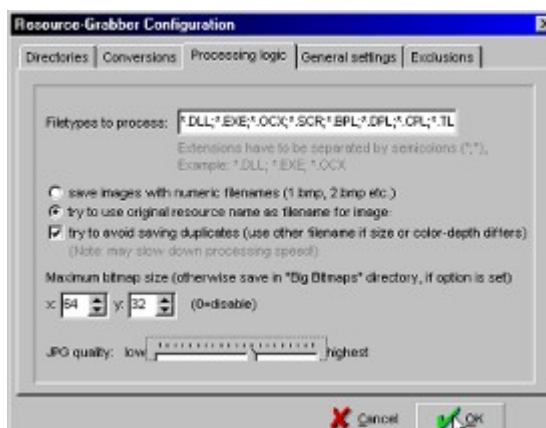 Resource-Grabber Configuration
Directories Conversions Processing logic General settings Exclusions
Filetypes to process: *.DLL;*.EXE;*.OCX;*.SCR;*.BPL;*.DPL;*.CPL;*.TL
Extensions have to be separated by semicolons (";"),
Example: *.DLL; *.EXE; *.OCX
save images with numeric filenames (1.bmp, 2.bmp etc.)
try to use original resource name as filename for image
try to avoid saving duplicates (use other filename if size or color-depth differs)
(Note: may slow down processing speed!)
Maximum bitmap size (otherwise save in "Big Bitmaps" directory, if option is set)
x: 64 y: 32 (0=disable)
JPG quality: low highest
Cancel OK